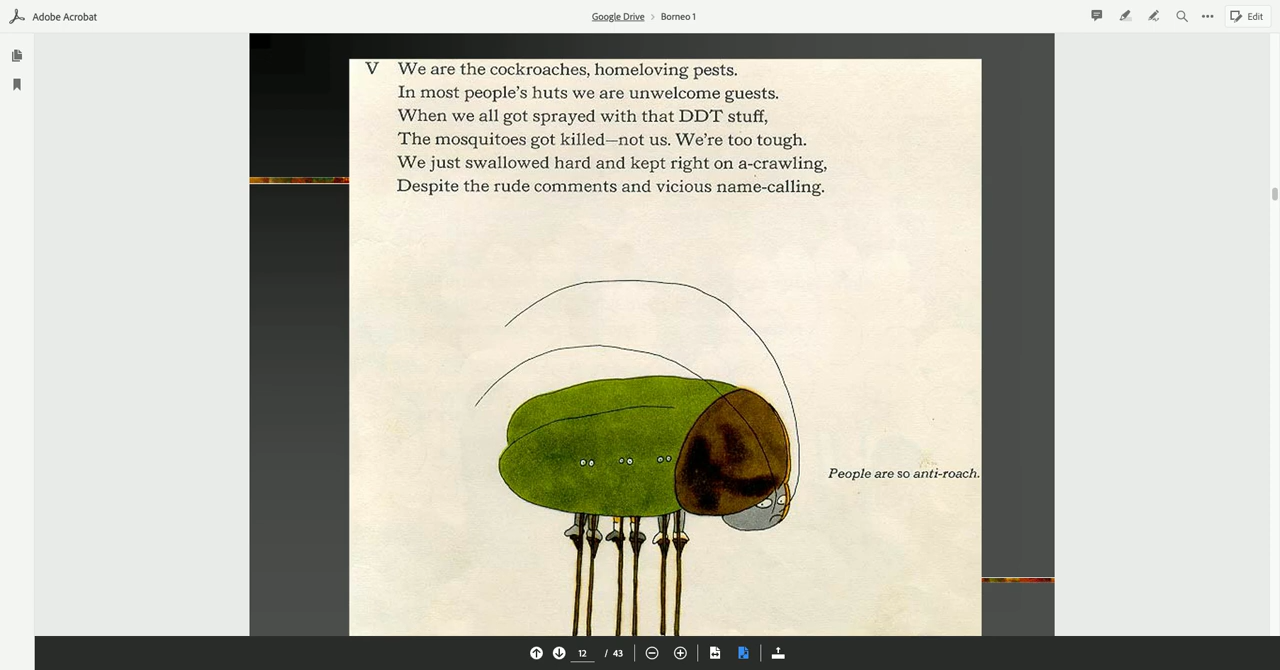 Adobe Acrobat
Google Drive > Borneo 1
Edit
V We are the cockroaches, homeloving pests.
In most people's huts we are unwelcome guests.
When we all got sprayed with that DDT stuff,
The mosquitoes got killed—not us. We're too tough.
We just swallowed hard and kept right on a-crawling,
Despite the rude comments and vicious name-calling.
People are so anti-roach.
12 / 43